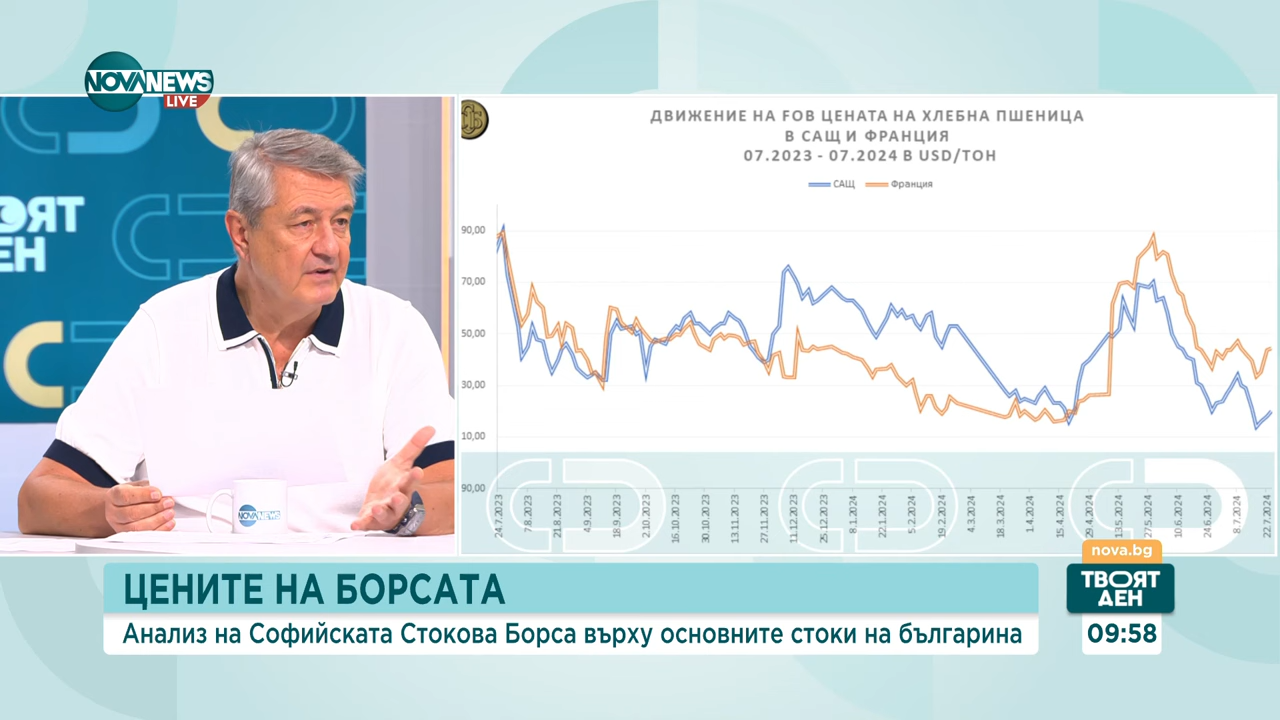 NOVANEWS
LIVE
ТВОЯТ
ДЕН
ДВИЖЕНИЕ НА FOB ЦЕНАТА НА ХЛЕБНА ПШЕНИЦА
В САЩ И ФРАНЦИЯ
07.2023 - 07.2024 В USD/ТОН
САЩ Франция
90,00
70,00
50,00
30,00
10,00
90,00
24.7.2023 7.8.2023 21.8.2023 4.9.2023 18.9.2023 2.10.2023 16.10.2023 30.10.2023 13.11.2023 27.11.2023 11.12.2023 25.12.2023 8.1.2024 22.1.2024 5.2.2024 19.2.2024 4.3.2024 18.3.2024 1.4.2024 15.4.2024 29.4.2024 13.5.2024 27.5.2024 10.6.2024 24.6.2024 8.7.2024 22.7.2024
NOVANEWS
ЦЕНИТЕ НА БОРСАТА
Анализ на Софийската Стокова Борса върху основните стоки на българина
nova.bg
ТВОЯТ
ДЕН
09:58